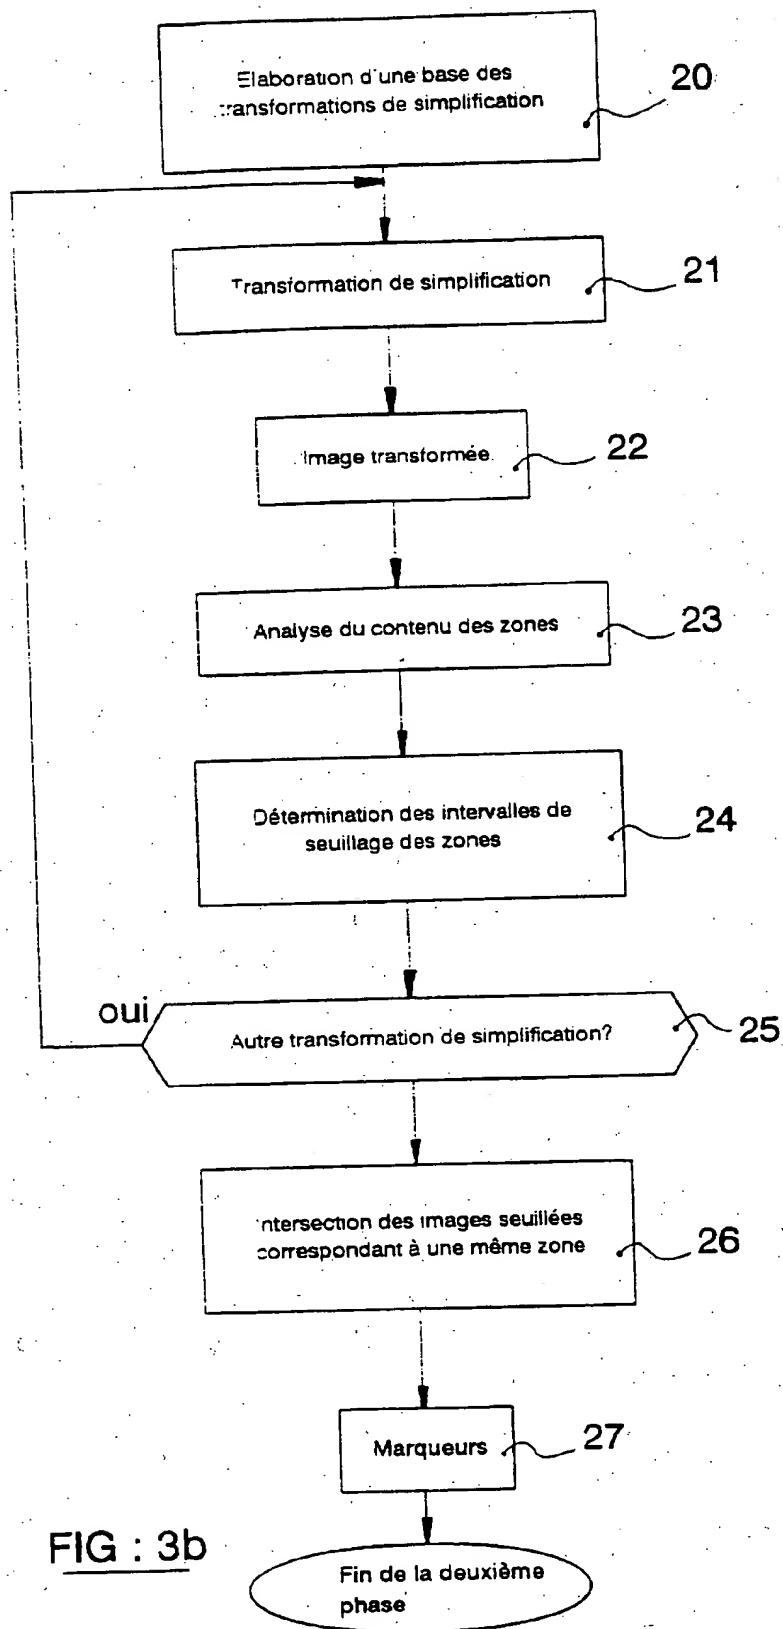 Elaboration d'une base des
transformations de simplification
20
Transformation de simplification
21
Image transformée
22
Analyse du contenu des zones
23
Détermination des intervalles de
seuillage des zones
24
oui
Autre transformation de simplification?
25
Intersection des images seuillées
correspondant à une même zone
26
Marqueurs
27
FIG : 3b
Fin de la deuxième
phase